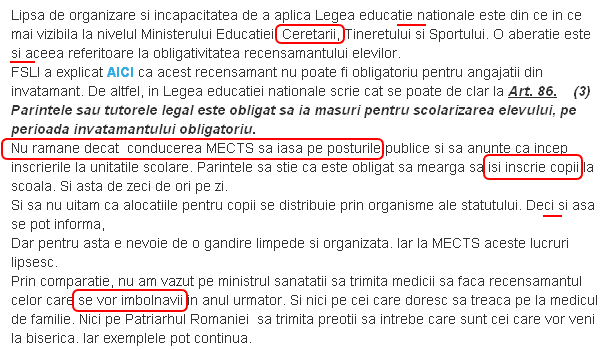 Lipsa de organizare si incapacitatea de a aplica Legea educatie nationale este din ce in ce
mai vizibila la nivelul Ministerului Educatiei Ceretarii, Tineretului si Sportului. O aberatie este
si aceea referitoare la obligativitatea recensamantului elevilor.
FSLI a explicat AICI ca acest recensamant nu poate fi obligatoriu pentru angajatii din
invatamant. De altfel, in Legea educatiei nationale scrie cat se poate de clar la Art. 86. (3)
Parintele sau tutorele legal este obligat sa ia masuri pentru scolarizarea elevului, pe
perioada invatamantului obligatoriu.
Nu ramane decat conducerea MECTS sa iasa pe posturile publice si sa anunte ca incep
inscrierile la unitatile scolare. Parintele sa stie ca este obligat sa mearga sa isi inscrie copii la
scoala. Si asta de zeci de ori pe zi.
Si sa nu uitam ca alocatiile pentru copii se distribuie prin organisme ale statutului. Deci si asa
se pot informa,
Dar pentru asta e nevoie de o gandire limpede si organizata. Iar la MECTS aceste lucruri
lipsesc.
Prin comparatie, nu am vazut pe ministrul sanatatii sa trimita medicii sa faca recensamantul
celor care se vor imbolnavii in anul urmator. Si nici pe cei care doresc sa treaca pe la medicul
de familie. Nici pe Patriarhul Romaniei sa trimita preotii sa intrebe care sunt cei care vor veni
la biserica. Iar exemplele pot continua.